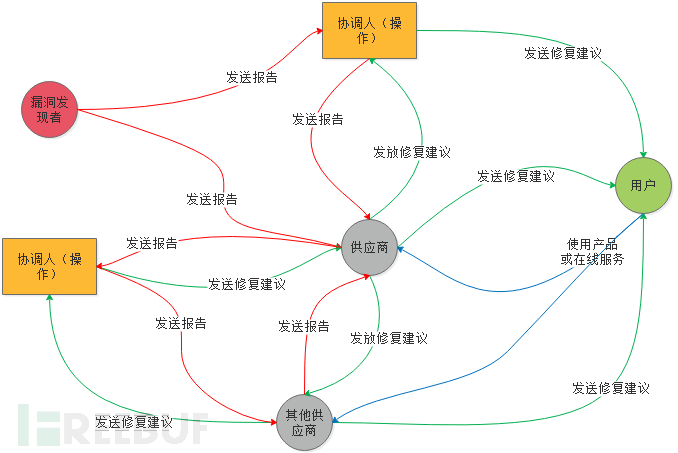 协调人（操
作）
发送修复建议
发送报告
漏洞发
现者
发送报告
发放修复建议
发送修复建议
用户
发送报告
供应商
发送报告
使用产品
或在线服务
协调人（操
作）
发送修复建议
发送报告
发送报告
发放修复建议
发送修复建议
其他供
应商
发送修复建议
FREEBUF